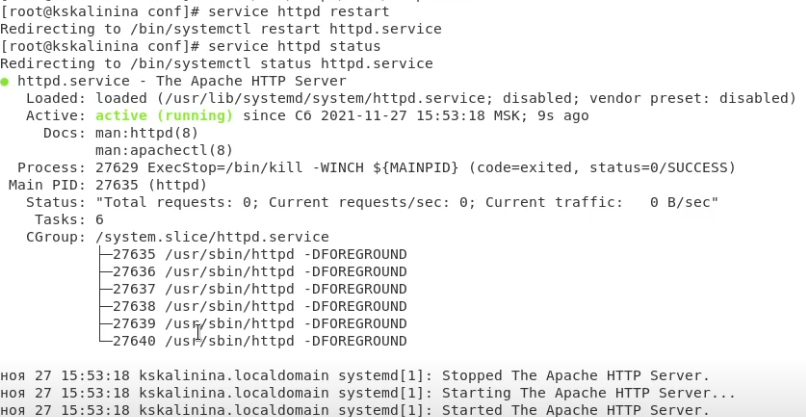 [root@kskalinina conf]# service httpd restart
Redirecting to /bin/systemctl restart httpd.service
[root@kskalinina conf]# service httpd status
Redirecting to /bin/systemctl status httpd.service
● httpd.service - The Apache HTTP Server
   Loaded: loaded (/usr/lib/systemd/system/httpd.service; disabled; vendor preset: disabled)
   Active: active (running) since Сб 2021-11-27 15:53:18 MSK; 9s ago
     Docs: man:httpd(8)
           man:apachectl(8)
  Process: 27629 ExecStop=/bin/kill -WINCH ${MAINPID} (code=exited, status=0/SUCCESS)
 Main PID: 27635 (httpd)
   Status: "Total requests: 0; Current requests/sec: 0; Current traffic:   0 B/sec"
    Tasks: 6
   CGroup: /system.slice/httpd.service
           ├─27635 /usr/sbin/httpd -DFOREGROUND
           ├─27636 /usr/sbin/httpd -DFOREGROUND
           ├─27637 /usr/sbin/httpd -DFOREGROUND
           ├─27638 /usr/sbin/httpd -DFOREGROUND
           ├─27639 /usr/sbin/httpd -DFOREGROUND
           └─27640 /usr/sbin/httpd -DFOREGROUND
ноя 27 15:53:18 kskalinina.localdomain systemd[1]: Stopped The Apache HTTP Server.
ноя 27 15:53:18 kskalinina.localdomain systemd[1]: Starting The Apache HTTP Server...
ноя 27 15:53:18 kskalinina.localdomain systemd[1]: Started The Apache HTTP Server.